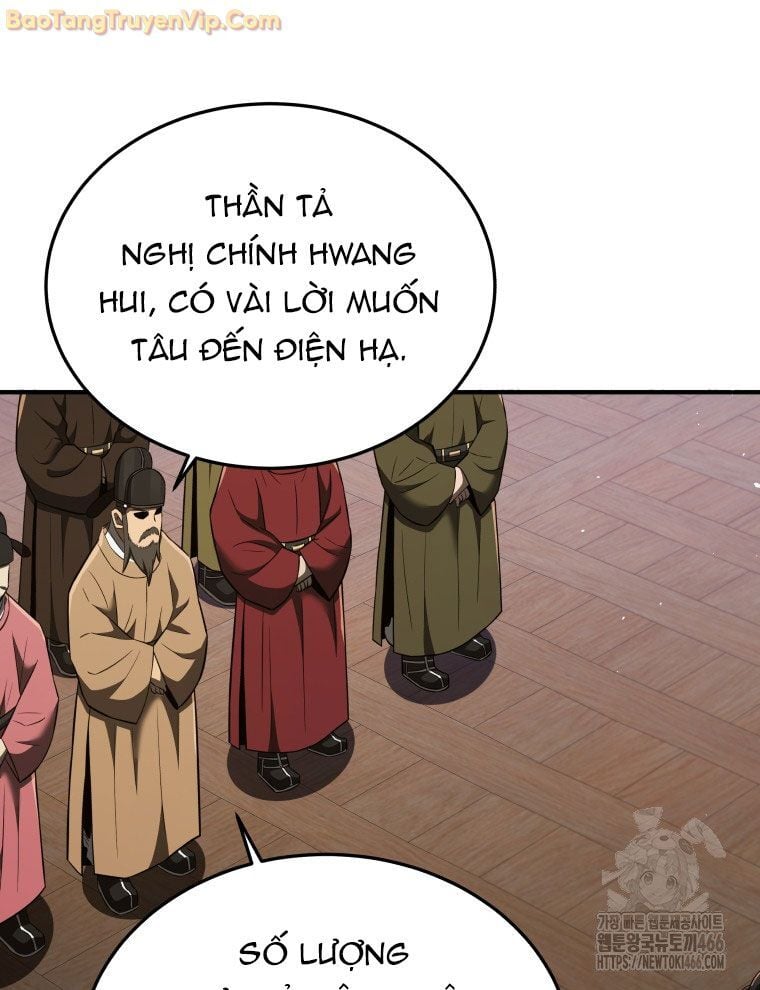 BaoTangTruyenVip.Com
THẦN TẢ
NGHỊ CHÍNH HWANG
HUI, CÓ VÀI LỜI MUỐN
TÂU ĐẾN ĐIỆN HẠ.
가장 빠른 웹툰제공사이트
웹툰왕국뉴토끼466
HTTPS://NEWTOKI466.COM
SỐ LƯỢNG